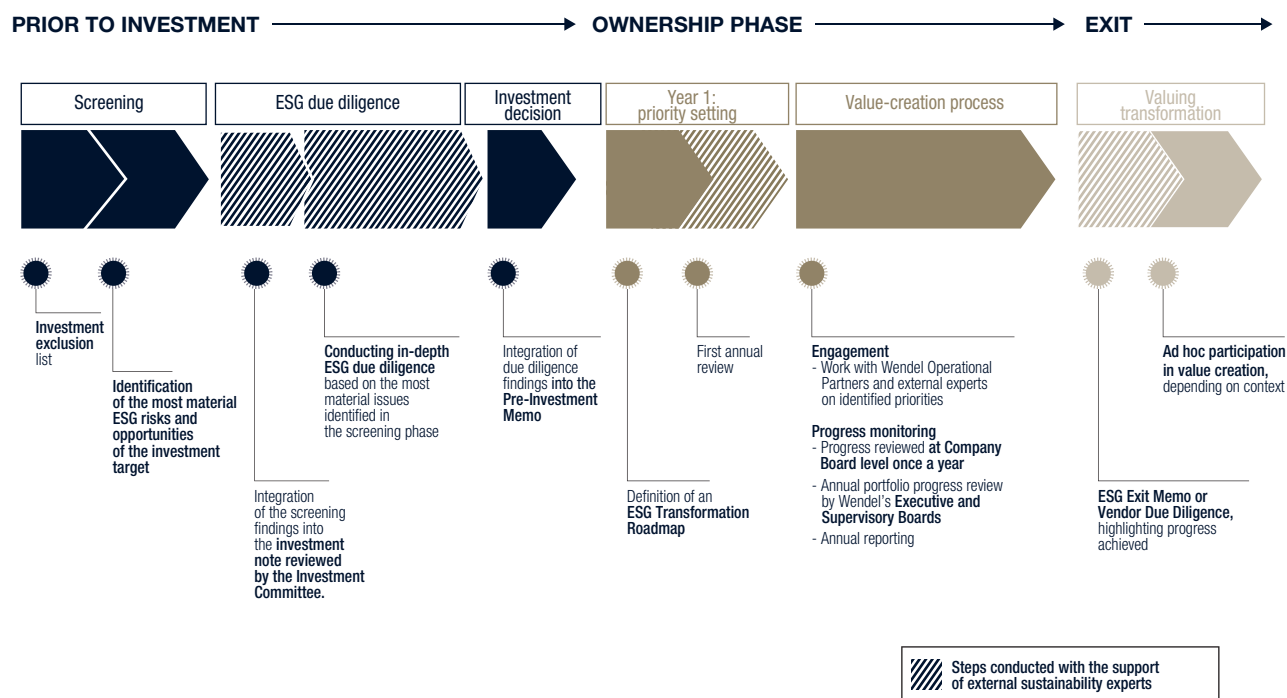 PRIOR TO INVESTMENT
OWNERSHIP PHASE
EXIT
Screening
ESG due diligence
Investment
decision
Year 1:
priority setting
Value-creation process
Valuing
transformation
Investment
exclusion
list
Identification
of the most material
ESG risks and
opportunities
of the investment
target
Integration
of the screening
findings into
the investment
note reviewed
by the Investment
Committee.
Conducting in-depth
ESG due diligence
based on the most
material issues
identified in
the screening phase
Integration of
due diligence
findings into the
Pre-Investment
Memo
Definition of an
ESG Transformation
Roadmap
First annual
review
Engagement
- Work with Wendel Operational
Partners and external experts
on identified priorities
Progress monitoring
- Progress reviewed at Company
Board level once a year
- Annual portfolio progress review
by Wendel's Executive and
Supervisory Boards
- Annual reporting
ESG Exit Memo or
Vendor Due Diligence,
highlighting progress
achieved
Ad hoc participation
in value creation,
depending on context
Steps conducted with the support
of external sustainability experts